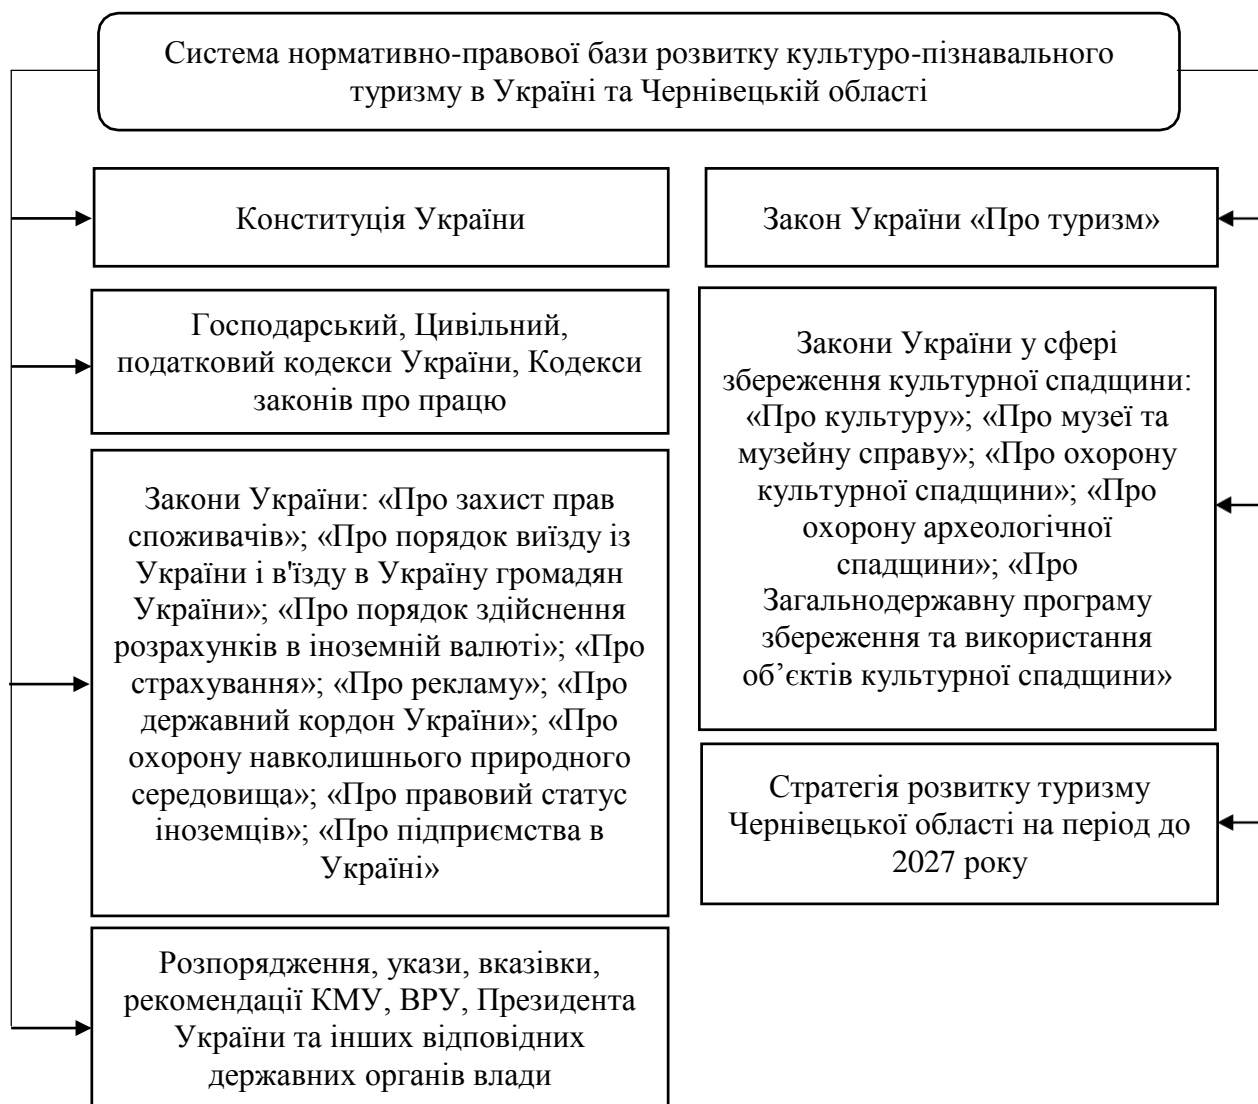 Система нормативно-правової бази розвитку культуро-пізнавального
туризму в Україні та Чернівецькій області
Конституція України
Господарський, Цивільний,
податковий кодекси України, Кодекси
законів про працю
Закони України: «Про захист прав
споживачів»; «Про порядок виїзду із
України і в'їзду в Україну громадян
України»; «Про порядок здійснення
розрахунків в іноземній валюті»; «Про
страхування»; «Про рекламу»; «Про
державний кордон України»; «Про
охорону навколишнього природного
середовища»; «Про правовий статус
іноземців»; «Про підприємства в
Україні»
Розпорядження, укази, вказівки,
рекомендації КМУ, ВРУ, Президента
України та інших відповідних
державних органів влади
Закон України «Про туризм»
Закони України у сфері
збереження культурної спадщини:
«Про культуру»; «Про музеї та
музейну справу»; «Про охорону
культурної спадщини»; «Про
охорону археологічної
спадщини»; «Про
Загальнодержавну програму
збереження та використання
об’єктів культурної спадщини»
Стратегія розвитку туризму
Чернівецької області на період до
2027 року